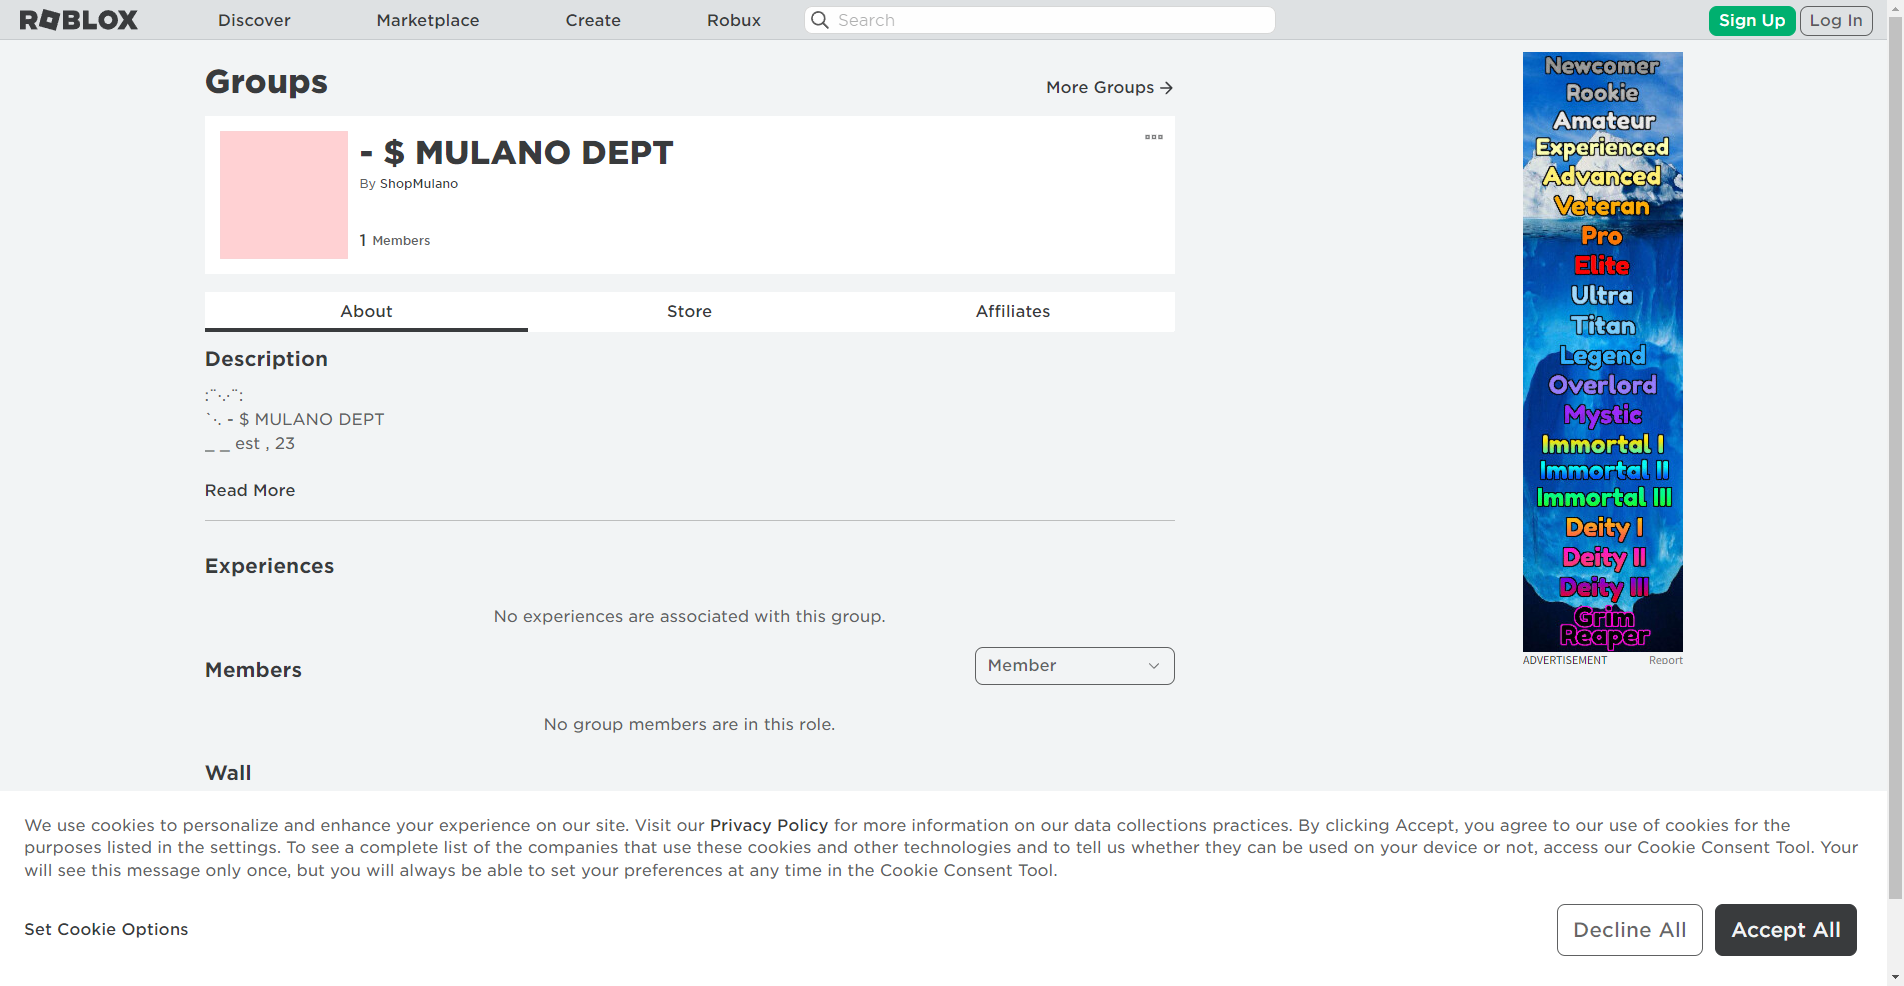 ROBLOX
Discover
Marketplace
Create
Robux
Search
Sign Up
Log In
Groups
More Groups →
- $ MULANO DEPT
By ShopMulano
1 Members
About
Store
Affiliates
Description
:¨·.·¨:
`·. - $ MULANO DEPT
_ _ est , 23
Read More
Experiences
No experiences are associated with this group.
Members
Member
No group members are in this role.
Wall
Newcomer
Rookie
Amateur
Experienced
Advanced
Veteran
Pro
Elite
Ultra
Titan
Legend
Overlord
Mystic
Immortal I
Immortal II
Immortal III
Deity I
Deity II
Deity III
Grim
Reaper
ADVERTISEMENT
Report
We use cookies to personalize and enhance your experience on our site. Visit our Privacy Policy for more information on our data collections practices. By clicking Accept, you agree to our use of cookies for the
purposes listed in the settings. To see a complete list of the companies that use these cookies and other technologies and to tell us whether they can be used on your device or not, access our Cookie Consent Tool. Your
will see this message only once, but you will always be able to set your preferences at any time in the Cookie Consent Tool.
Set Cookie Options
Decline All
Accept All